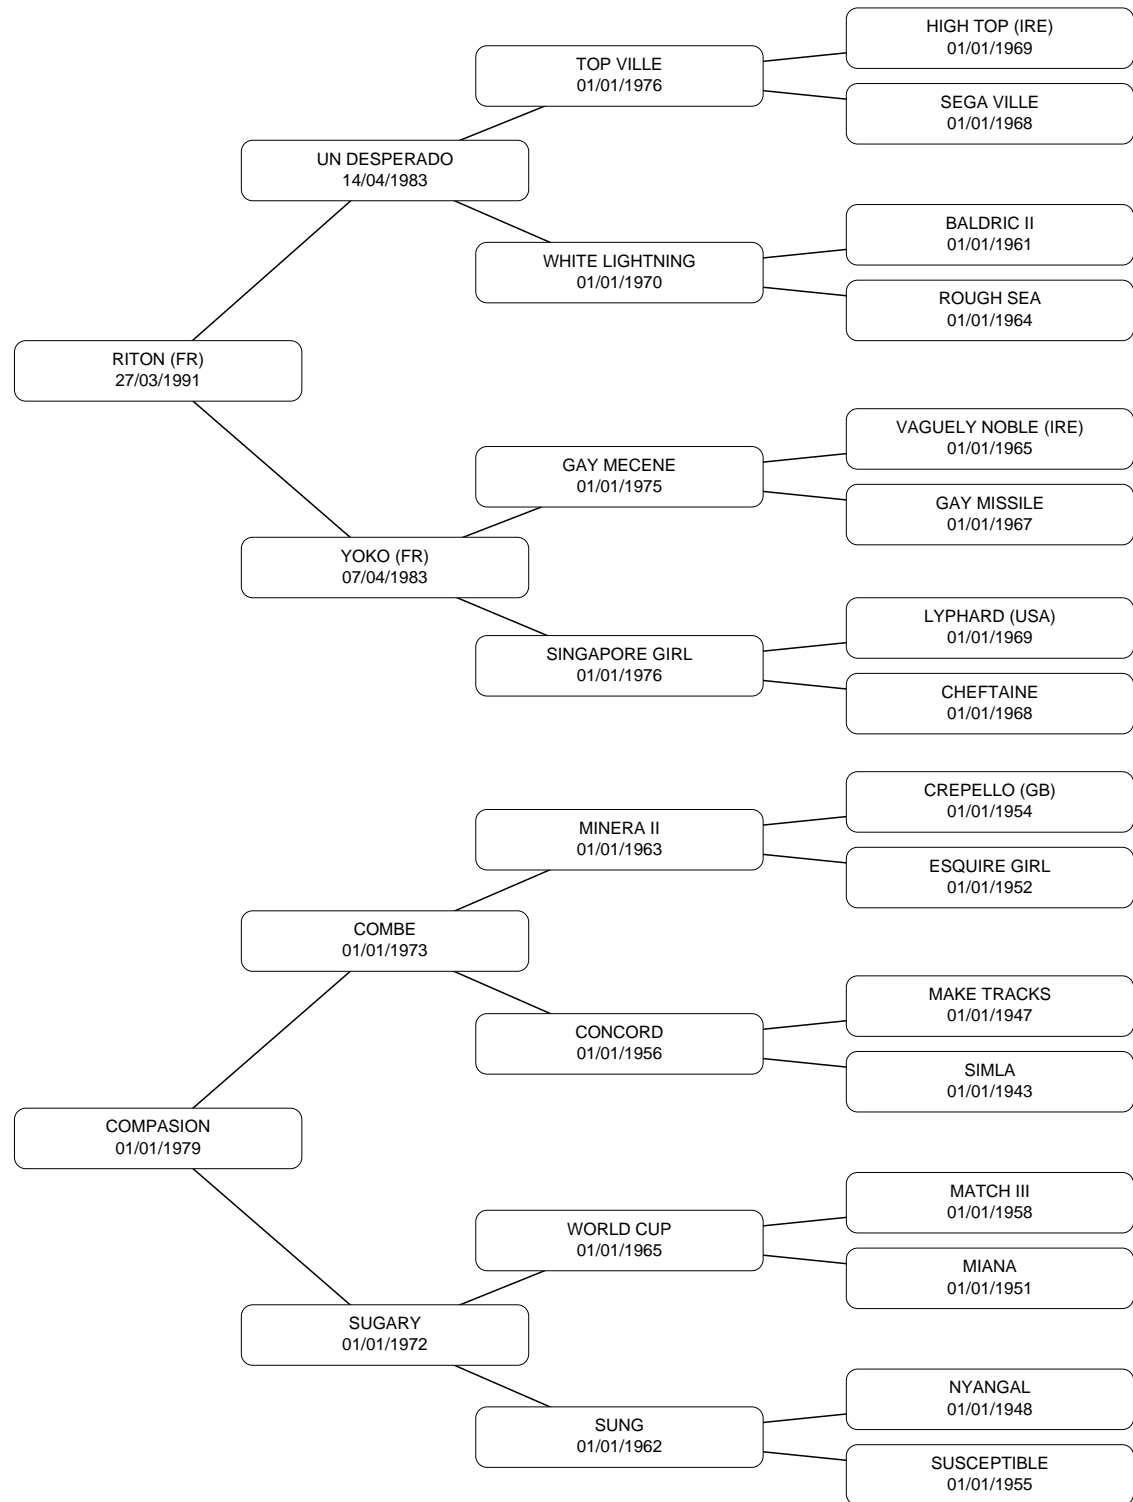 HIGH TOP (IRE)
01/01/1969
TOP VILLE
01/01/1976
SEGA VILLE
01/01/1968
UN DESPERADO
14/04/1983
BALDRIC II
01/01/1961
WHITE LIGHTNING
01/01/1970
ROUGH SEA
01/01/1964
RITON (FR)
27/03/1991
VAGUELY NOBLE (IRE)
01/01/1965
GAY MECENE
01/01/1975
GAY MISSILE
01/01/1967
YOKO (FR)
07/04/1983
LYPHARD (USA)
01/01/1969
SINGAPORE GIRL
01/01/1976
CHEFTAINE
01/01/1968
CREPELLO (GB)
01/01/1954
MINERA II
01/01/1963
ESQUIRE GIRL
01/01/1952
COMBE
01/01/1973
MAKE TRACKS
01/01/1947
CONCORD
01/01/1956
SIMLA
01/01/1943
COMPASION
01/01/1979
MATCH III
01/01/1958
WORLD CUP
01/01/1965
MIANA
01/01/1951
SUGARY
01/01/1972
NYANGAL
01/01/1948
SUNG
01/01/1962
SUSCEPTIBLE
01/01/1955